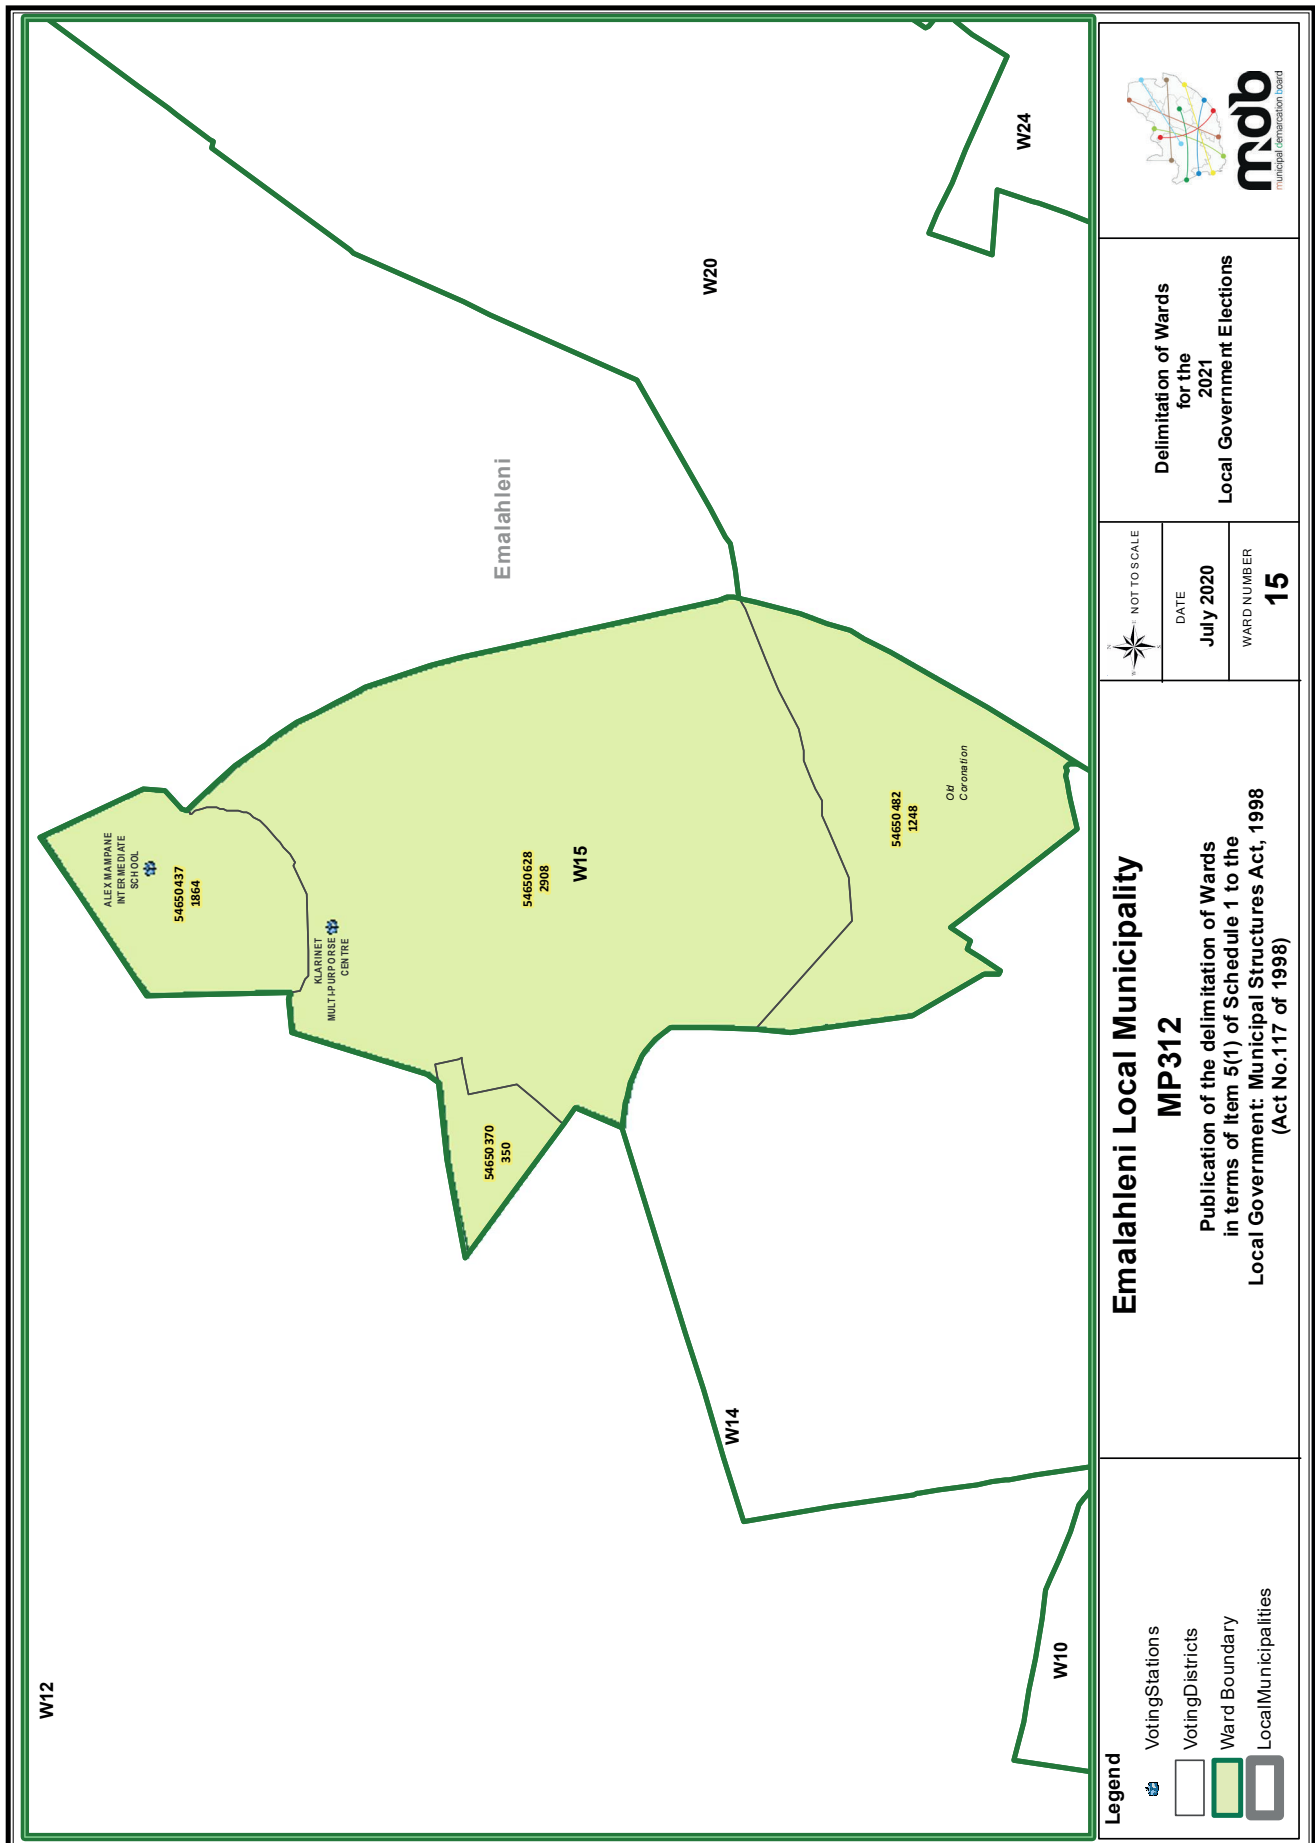 W12
W20
W24
Emalahleni
ALEX MAMPANE
INTERMEDIATE
SCHOOL
54650437
1864
KLARINET
MULTI-PURPORSE
CENTRE
54650628
2908
W15
54650370
350
54650482
1248
Old
Coronation
W14
W10
Legend
VotingStations
VotingDistricts
Ward Boundary
LocalMunicipalities
Emalahleni Local Municipality
MP312
Publication of the delimitation of Wards
in terms of Item 5(1) of Schedule 1 to the
Local Government: Municipal Structures Act, 1998
(Act No.117 of 1998)
N
W
E
S
NOT TO SCALE
DATE
July 2020
WARD NUMBER
15
Delimitation of Wards
for the
2021
Local Government Elections
mdb
municipal demarcation board